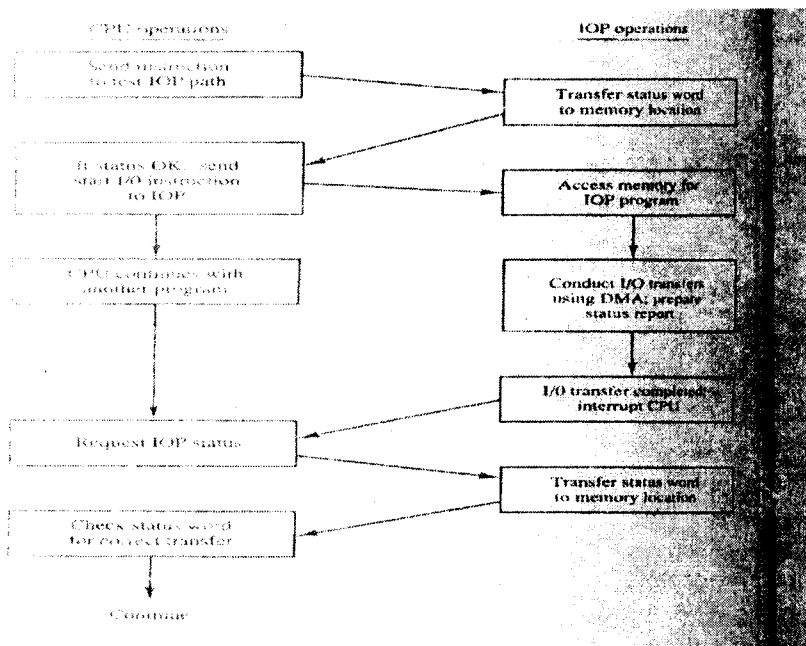 CPU operations
IOP operations
Send instruction
to test IOP path
Transfer status word
to memory location
If status OK, send
start I/0 instruction
to IOP
Access memory for
IOP program
CPU continues with
another program
Conduct I/O transfers
using DMA; prepare
status report
I/0 transfer completed;
interrupt CPU
Request IOP status
Transfer status word
to memory location
Check status word
for correct transfer
Continue